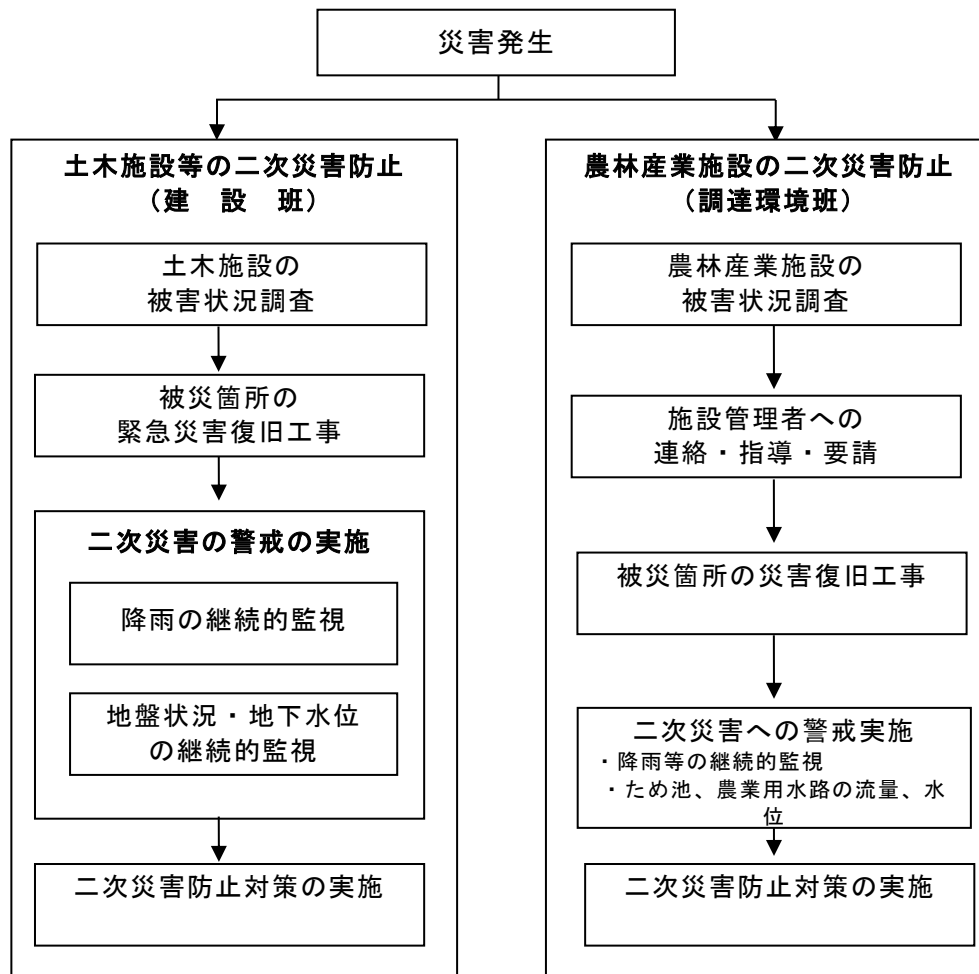 災害発生
土木施設等の二次災害防止
（建　設　班）
土木施設の
被害状況調査
被災箇所の
緊急災害復旧工事
二次災害の警戒の実施
降雨の継続的監視
地盤状況・地下水位
の継続的監視
二次災害防止対策の実施
農林産業施設の二次災害防止
（調達環境班）
農林産業施設の
被害状況調査
施設管理者への
連絡・指導・要請
被災箇所の災害復旧工事
二次災害への警戒実施
・降雨等の継続的監視
・ため池、農業用水路の流量、水
位
二次災害防止対策の実施